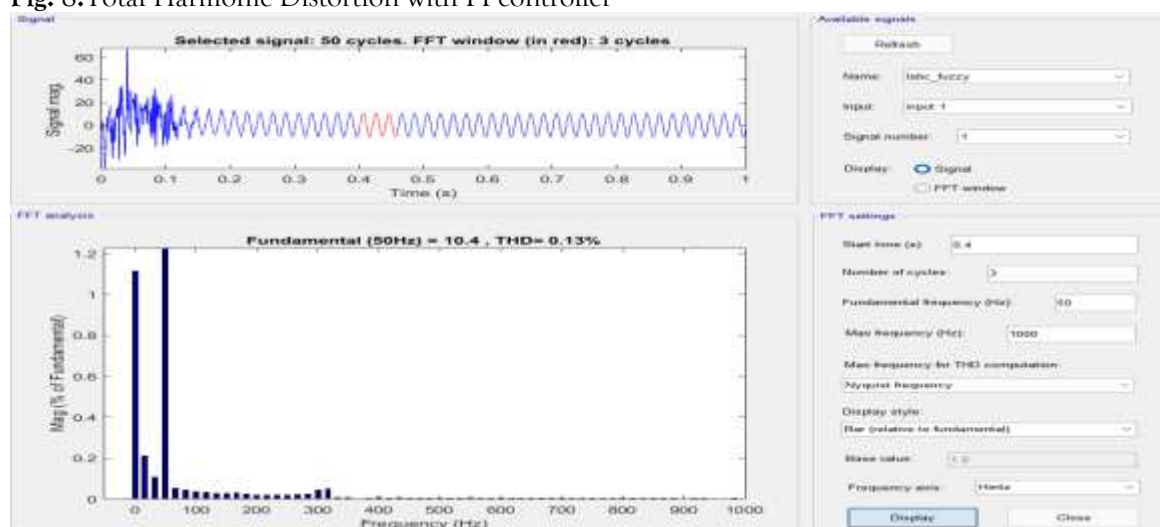 Fig. 8. Total Harmonic Distortion with PI controller
Signal
Selected signal: 50 cycles. FFT window (in red): 3 cycles
Signal mag.
60
40
20
0
-20
0 0.1 0.2 0.3 0.4 0.5 0.6 0.7 0.8 0.9 1
Time (s)
Available signals
Refresh
Name:
Input: input 1
Signal number: 1
Display: Signal
FFT window
FFT analysis
Fundamental (50Hz) = 10.4 , THD= 0.13%
Mag (% of Fundamental)
1.2
1
0.8
0.6
0.4
0.2
0
0 100 200 300 400 500 600 700 800 900 1000
Frequency (Hz)
FFT settings
Start time (s): 0.4
Number of cycles: 3
Fundamental frequency (Hz): 50
Max frequency (Hz): 1000
Max frequency for THD computation:
Nyquist frequency
Display style:
Bar (relative to fundamental)
Base value: 1.0
Frequency axis: Hertz
Display
Close